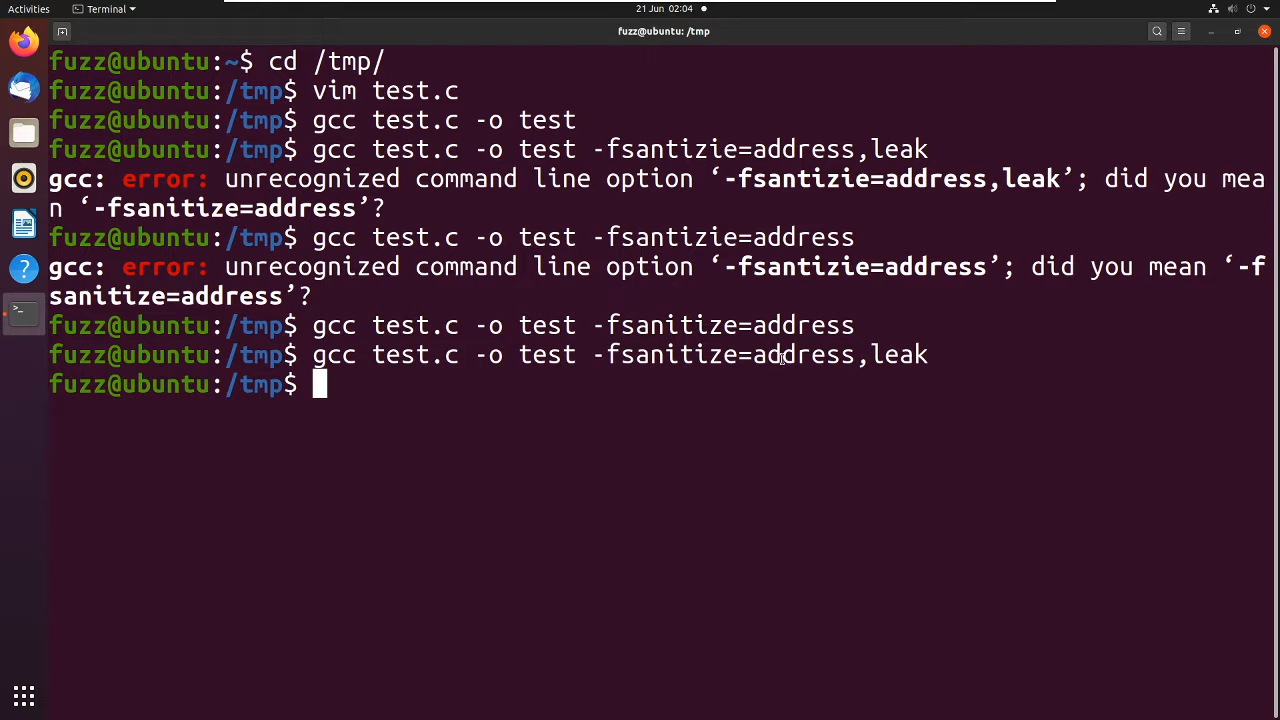 Activities
Terminal
21 Jun 02:04
fuzz@ubuntu: /tmp
fuzz@ubuntu:~$ cd /tmp/
fuzz@ubuntu:/tmp$ vim test.c
fuzz@ubuntu:/tmp$ gcc test.c -o test
fuzz@ubuntu:/tmp$ gcc test.c -o test -fsantizie=address,leak
gcc: error: unrecognized command line option ‘-fsantizie=address,leak’; did you mea
n ‘-fsanitize=address’?
fuzz@ubuntu:/tmp$ gcc test.c -o test -fsantizie=address
gcc: error: unrecognized command line option ‘-fsantizie=address’; did you mean ‘-f
sanitize=address’?
fuzz@ubuntu:/tmp$ gcc test.c -o test -fsanitize=address
fuzz@ubuntu:/tmp$ gcc test.c -o test -fsanitize=address,leak
fuzz@ubuntu:/tmp$